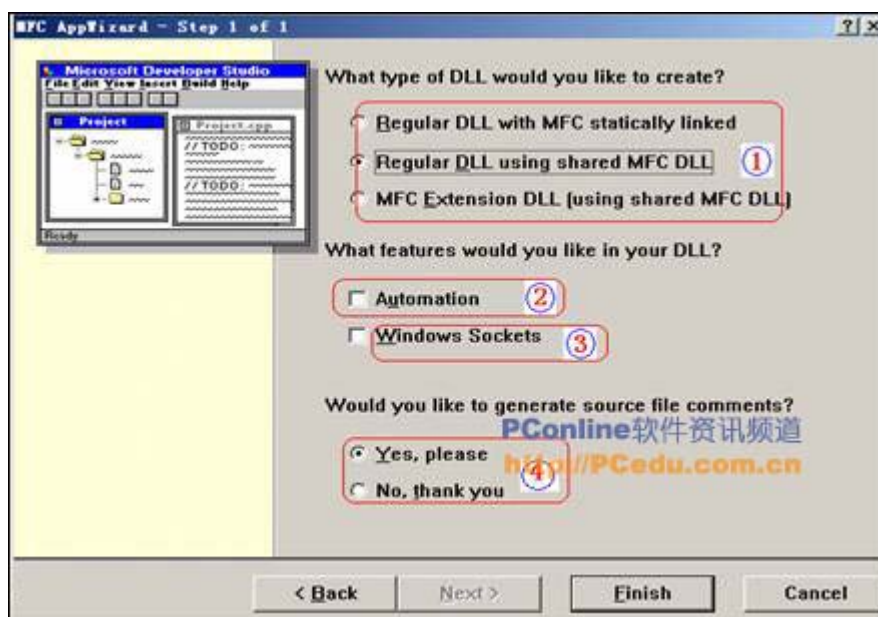 MFC AppWizard - Step 1 of 1
Microsoft Developer Studio
File Edit View Insert Build Help
Project
Project.cpp
// TODO:
// TODO:
Ready
What type of DLL would you like to create?
Regular DLL with MFC statically linked
Regular DLL using shared MFC DLL
①
MFC Extension DLL (using shared MFC DLL)
What features would you like in your DLL?
Automation
②
Windows Sockets
③
Would you like to generate source file comments?
PConline软件资讯频道
Yes, please
http://PCedu.com.cn
④
No, thank you
< Back
Next >
Finish
Cancel